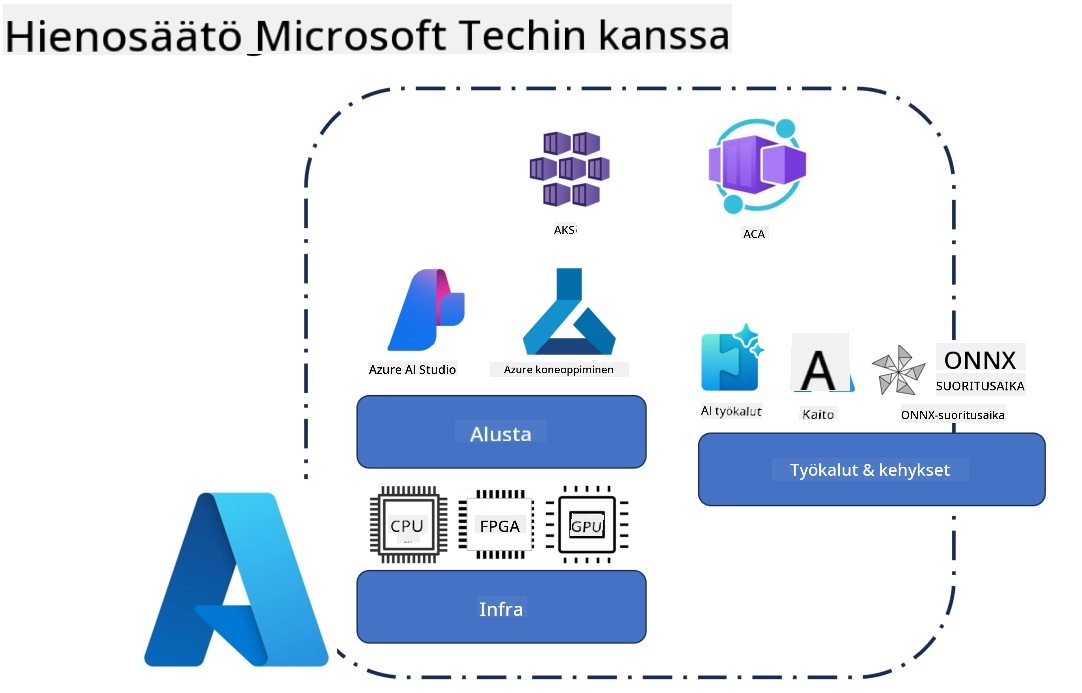 Hienosäätö Microsoft Techin kanssa
AKS
ACA
Azure AI Studio
Azure koneoppiminen
AI työkalut
Kaito
ONNX
SUORITUSAIKA
ONNX-suoritusaika
Alusta
Työkalut & kehykset
CPU
FPGA
GPU
Infra